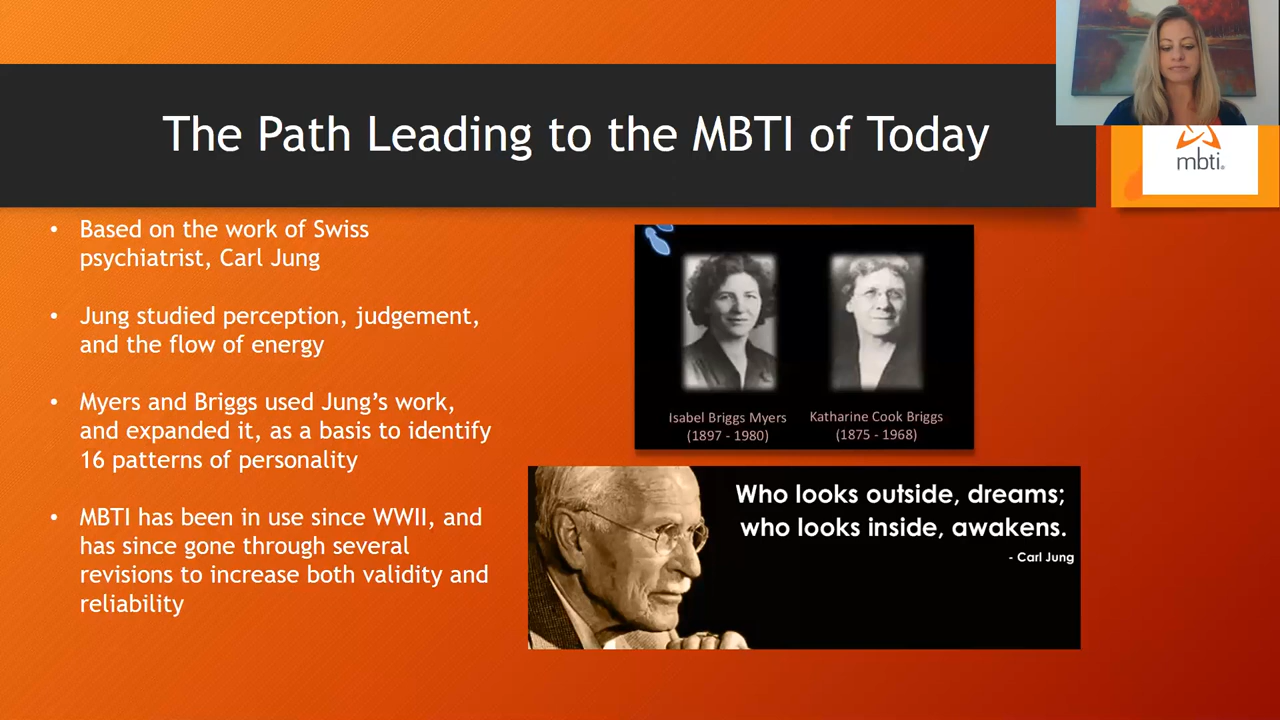 The Path Leading to the MBTI of Today
mbti®
• Based on the work of Swiss
psychiatrist, Carl Jung
• Jung studied perception, judgement,
and the flow of energy
• Myers and Briggs used Jung’s work,
and expanded it, as a basis to identify
16 patterns of personality
• MBTI has been in use since WWII, and
has since gone through several
revisions to increase both validity and
reliability
Isabel Briggs Myers
(1897 - 1980)
Katharine Cook Briggs
(1875 - 1968)
Who looks outside, dreams;
who looks inside, awakens.
- Carl Jung